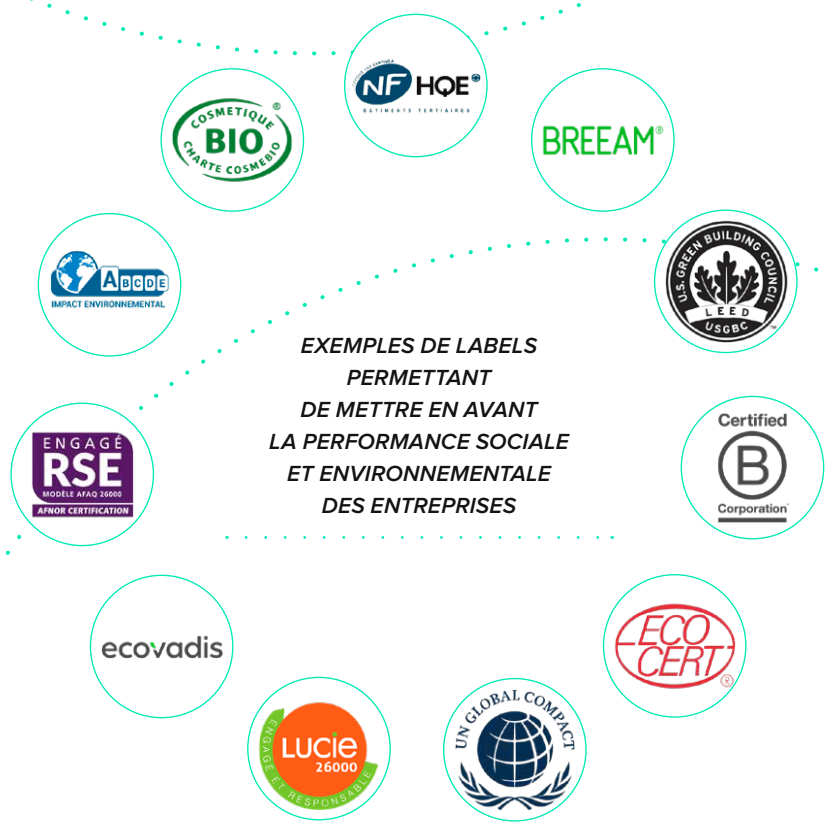 NF HQE
BÂTIMENTS TERTIAIRES
COSMETIQUE
BIO
CHARTE COSMEBIO
®
BREEAM®
ABCDE
IMPACT ENVIRONNEMENTAL
U.S. GREEN BUILDING COUNCIL
LEED
USGBC
™
EXEMPLES DE LABELS
PERMETTANT
DE METTRE EN AVANT
LA PERFORMANCE SOCIALE
ET ENVIRONNEMENTALE
DES ENTREPRISES
ENGAGÉ
RSE
MODÈLE AFAQ 26000
AFNOR CERTIFICATION
Certified
B
Corporation
ecovadis
ECO
CERT
®
LUCIE
26000
ENGAGÉ ET RESPONSABLE
UN GLOBAL COMPACT